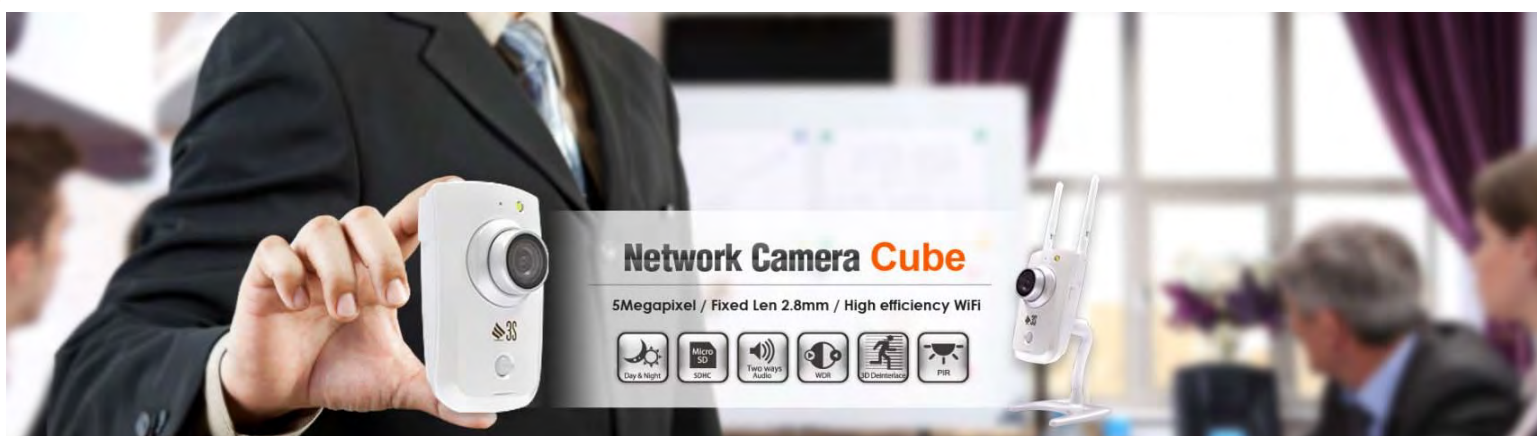 Network Camera Cube
5Megapixel / Fixed Len 2.8mm / High efficiency WiFi
Day & Night
Micro
SD
SDHC
Two ways
Audio
WDR
3D Deinterlace
PIR
3S
3S